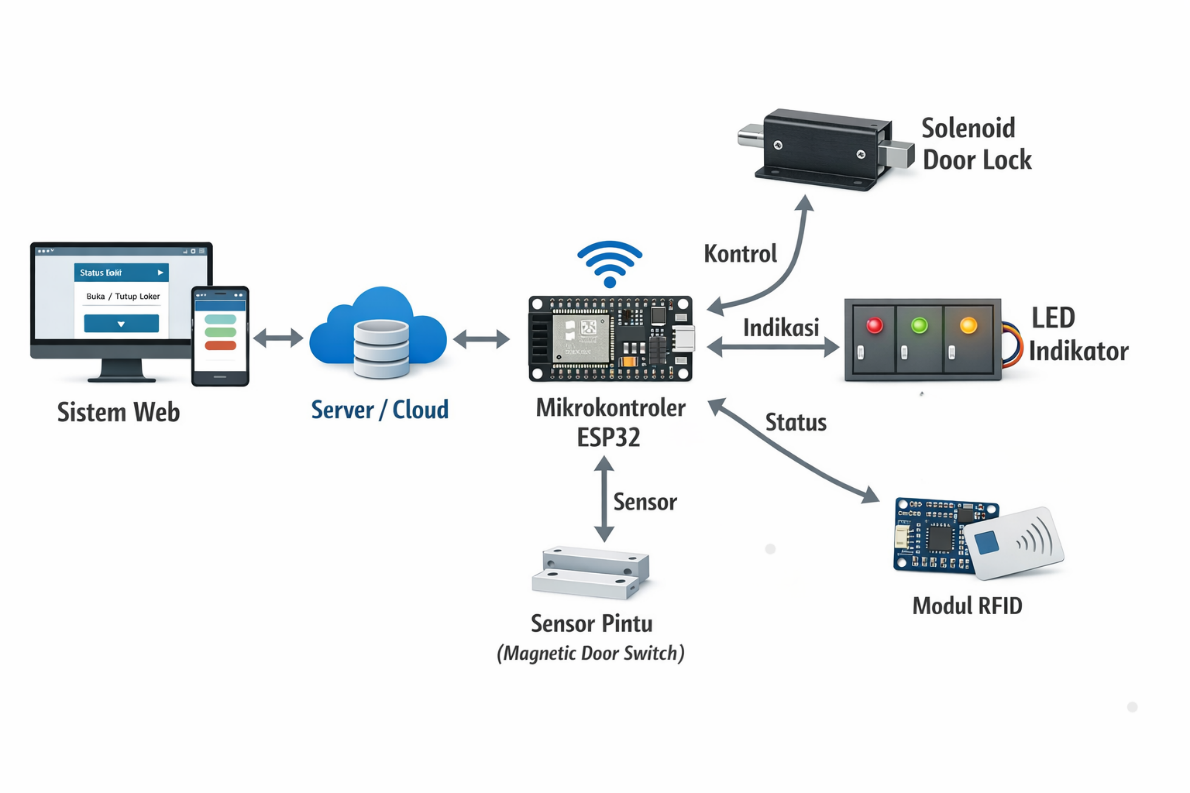 Solenoid
Door Lock
Kontrol
Status
Buka / Tutup Loker
Indikasi
LED
Indikator
Sistem Web
Server / Cloud
Mikrokontroler
ESP32
Status
Sensor
Modul RFID
Sensor Pintu
(Magnetic Door Switch)